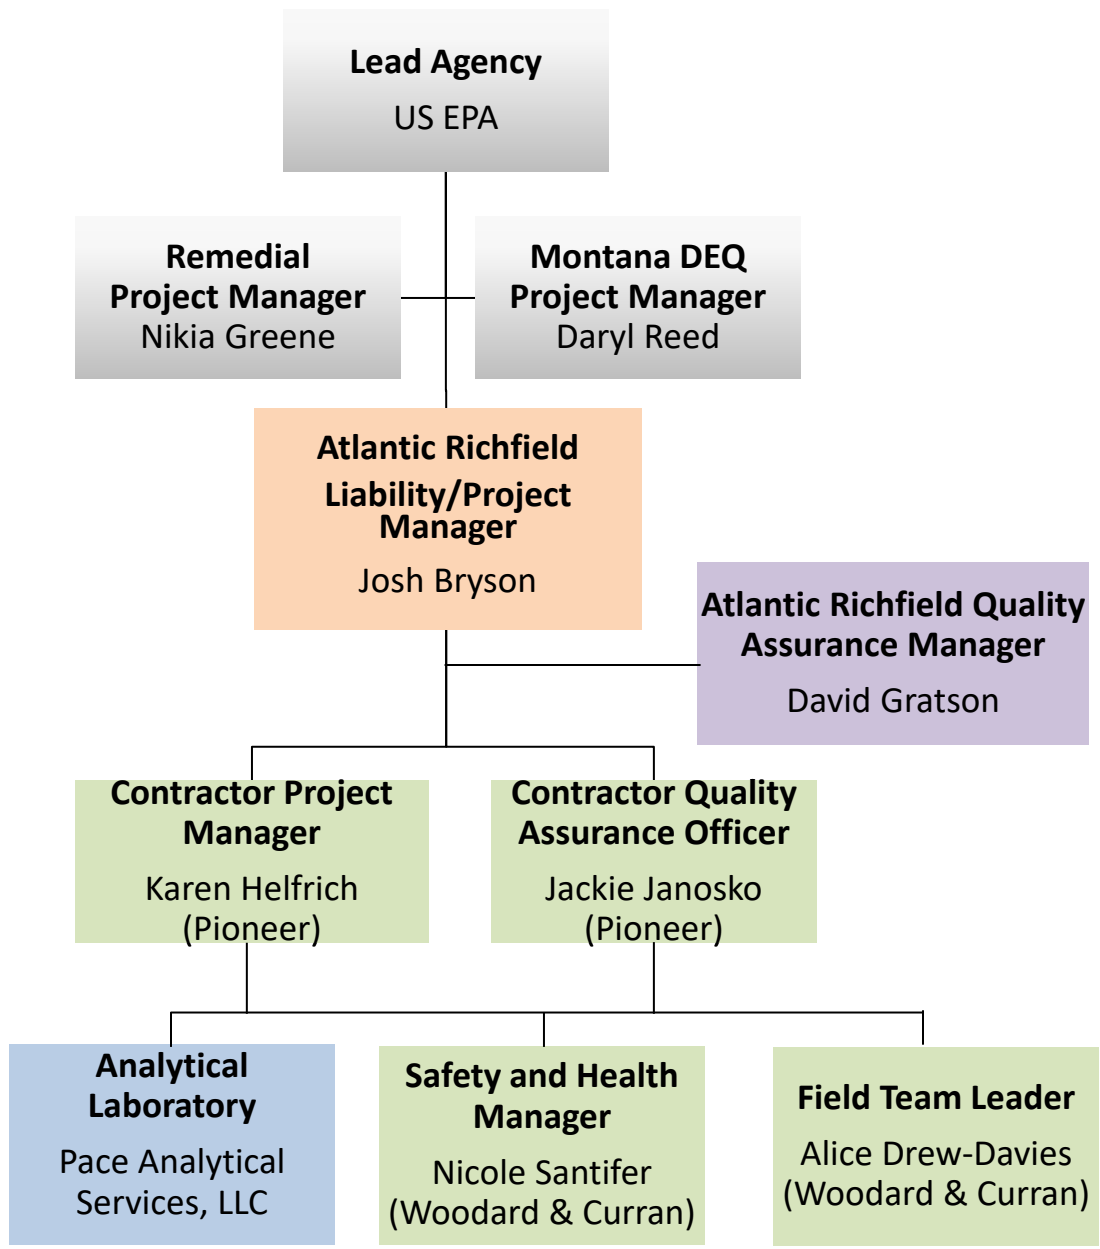 Lead Agency
US EPA
Remedial
Project Manager
Nikia Greene
Montana DEQ
Project Manager
Daryl Reed
Atlantic Richfield
Liability/Project
Manager
Josh Bryson
Atlantic Richfield Quality
Assurance Manager
David Gratson
Contractor Project
Manager
Karen Helfrich
(Pioneer)
Contractor Quality
Assurance Officer
Jackie Janosko
(Pioneer)
Analytical
Laboratory
Pace Analytical
Services, LLC
Safety and Health
Manager
Nicole Santifer
(Woodard & Curran)
Field Team Leader
Alice Drew-Davies
(Woodard & Curran)